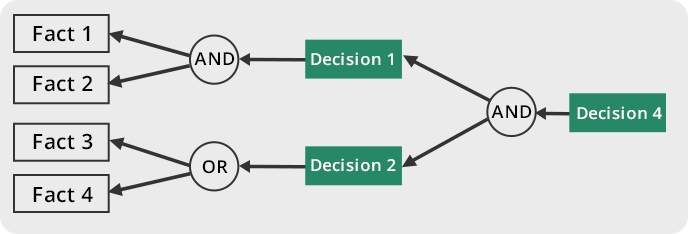 Fact 1
Fact 2
AND
Decision 1
AND
Decision 4
Fact 3
Fact 4
OR
Decision 2